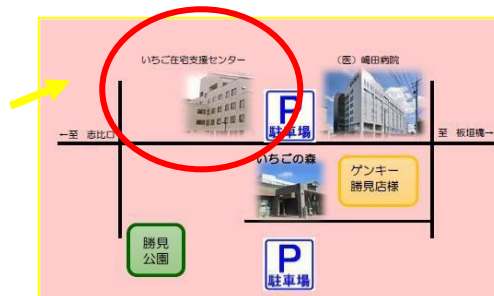 いちご在宅支援センター
（医）嶋田病院
P
駐車場
←至　志比口
至　板垣橋→
いちごの森
ゲンキー
勝見店様
勝見
公園
P
駐車場